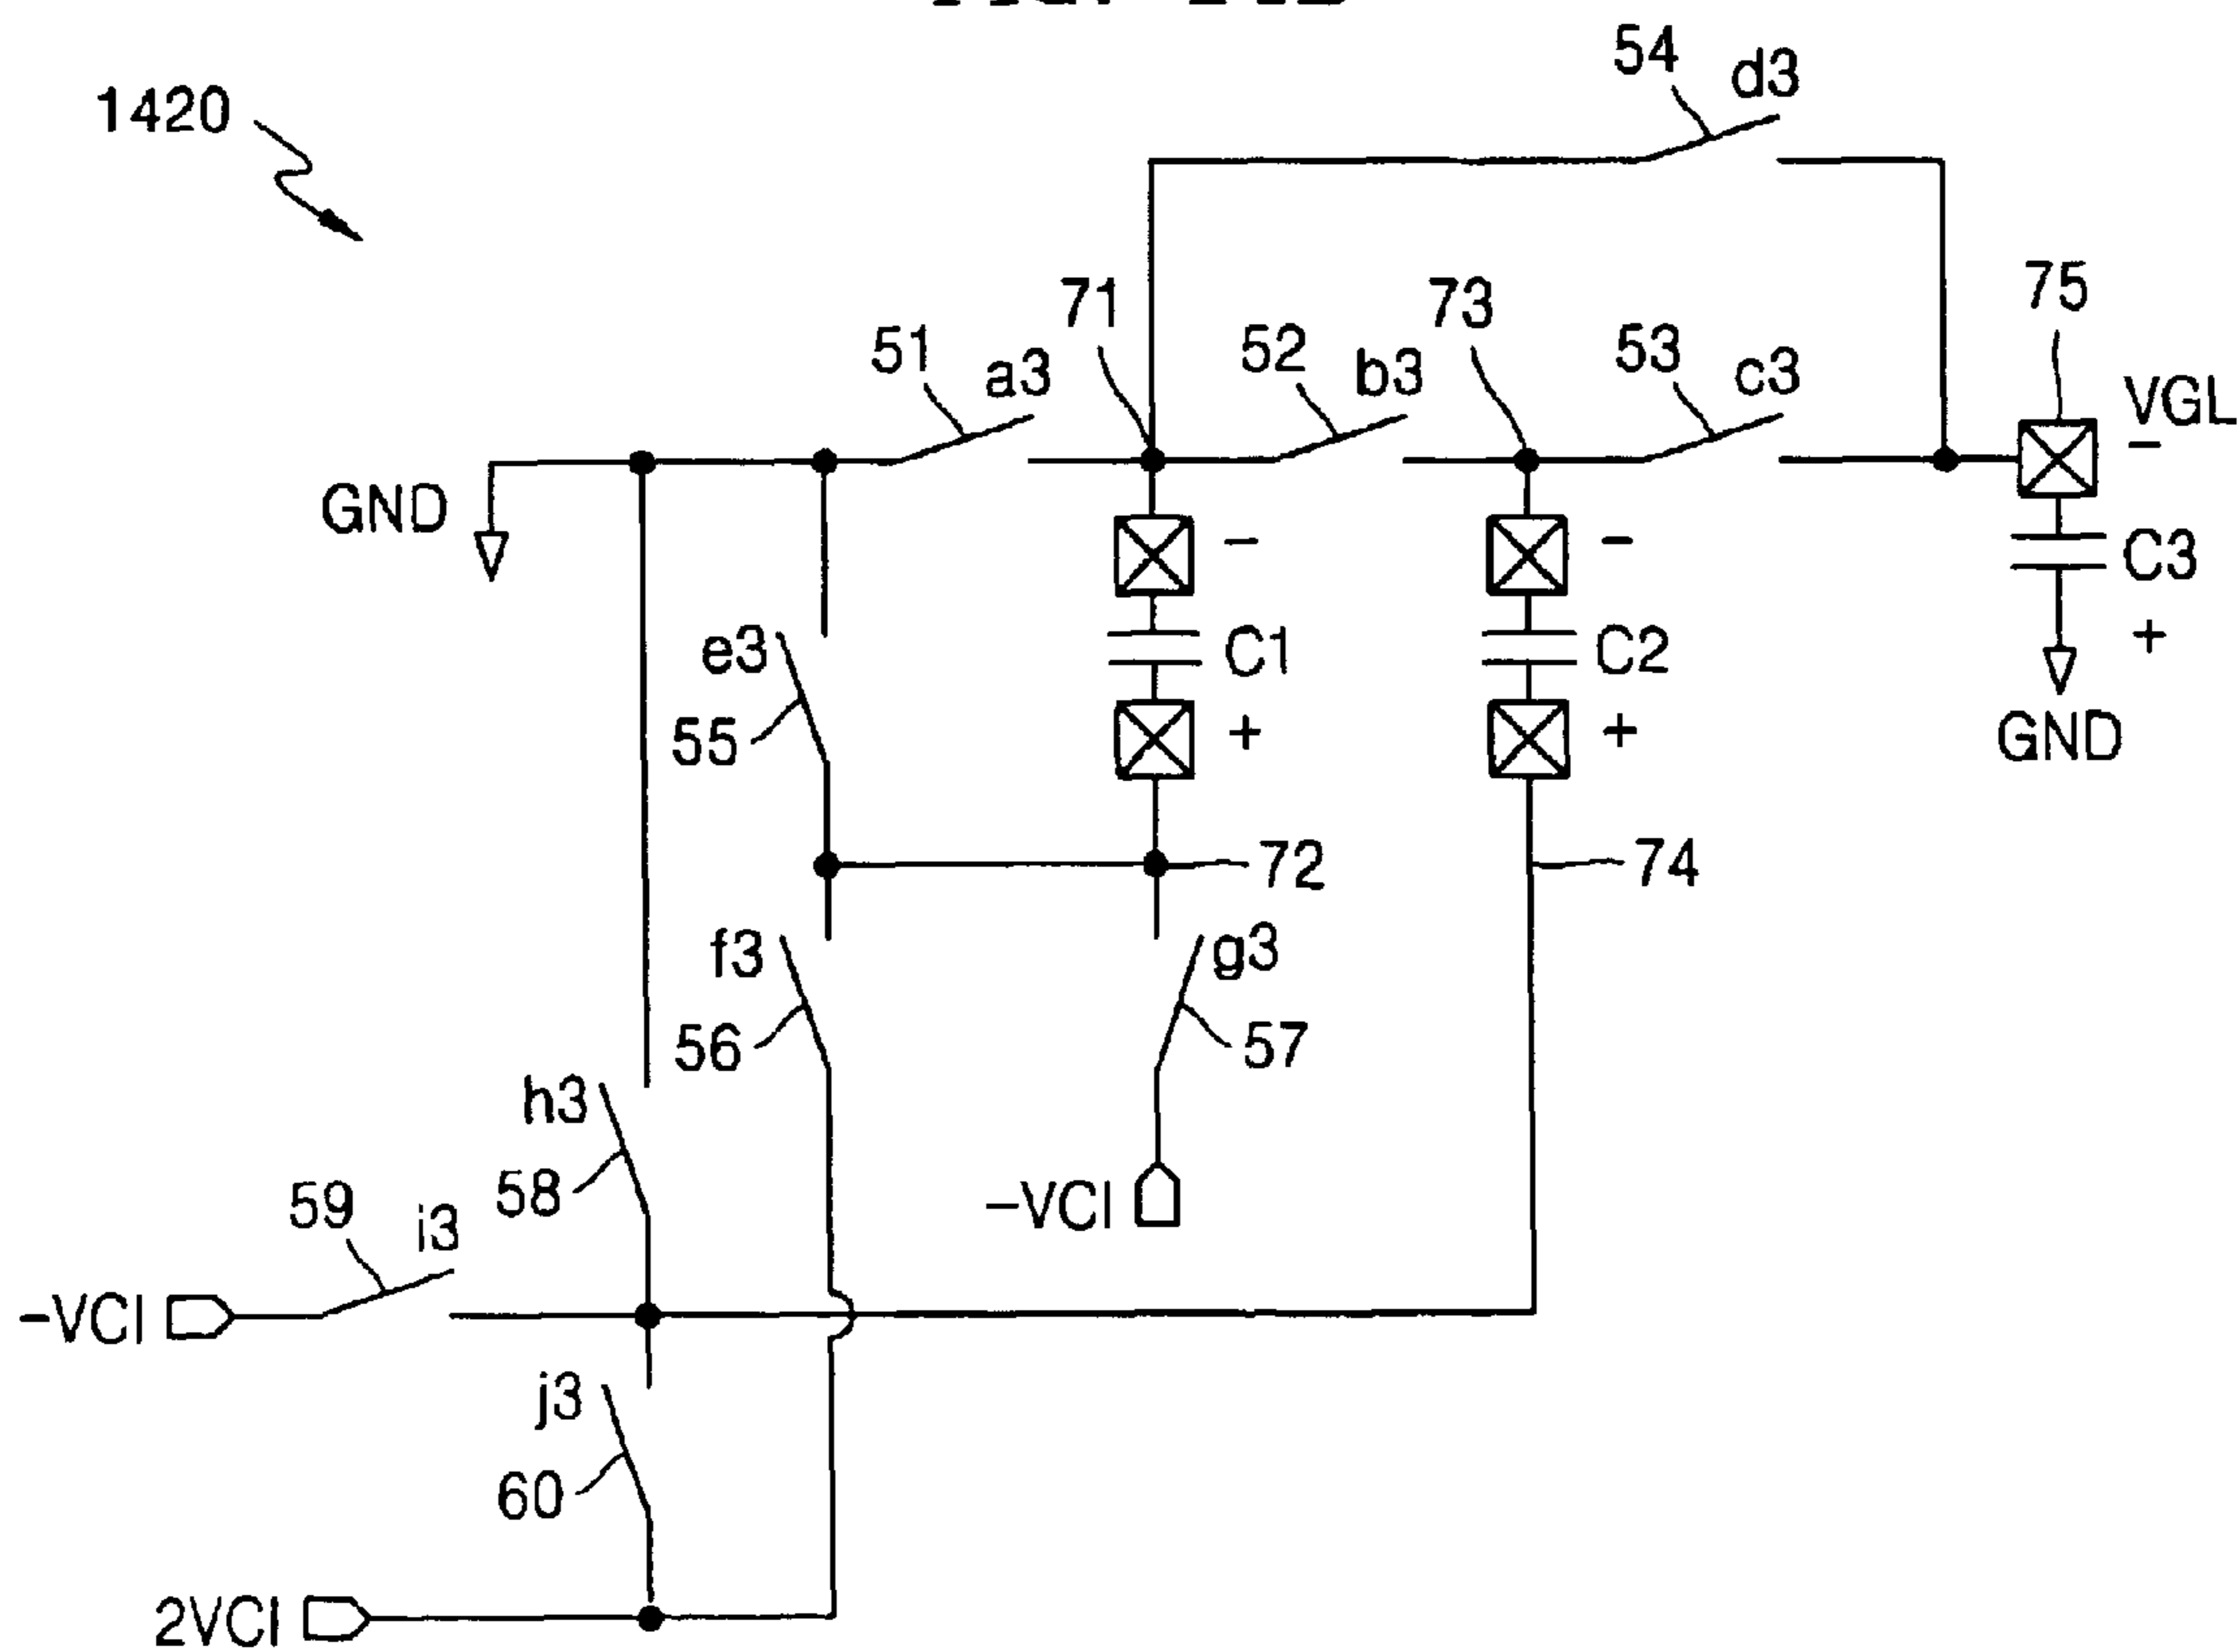 54 d3
1420
71 73 75
51 a3 52 b3 53 c3 VGL
−
GND − − C3
e3 C1 C2 +
55 + + GND
72 74
f3 g3
56 57
h3
58 −VCI
59 i3
−VCI
j3
60
2VCI